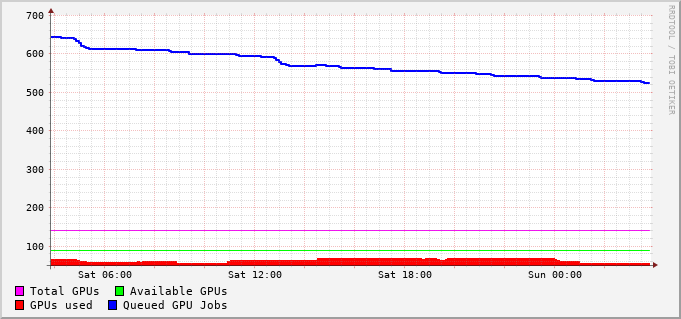 700
600
500
400
300
200
100
Sat 06:00 Sat 12:00 Sat 18:00 Sun 00:00
Total GPUs Available GPUs
GPUs used Queued GPU Jobs
RRDTOOL / TOBI OETIKER